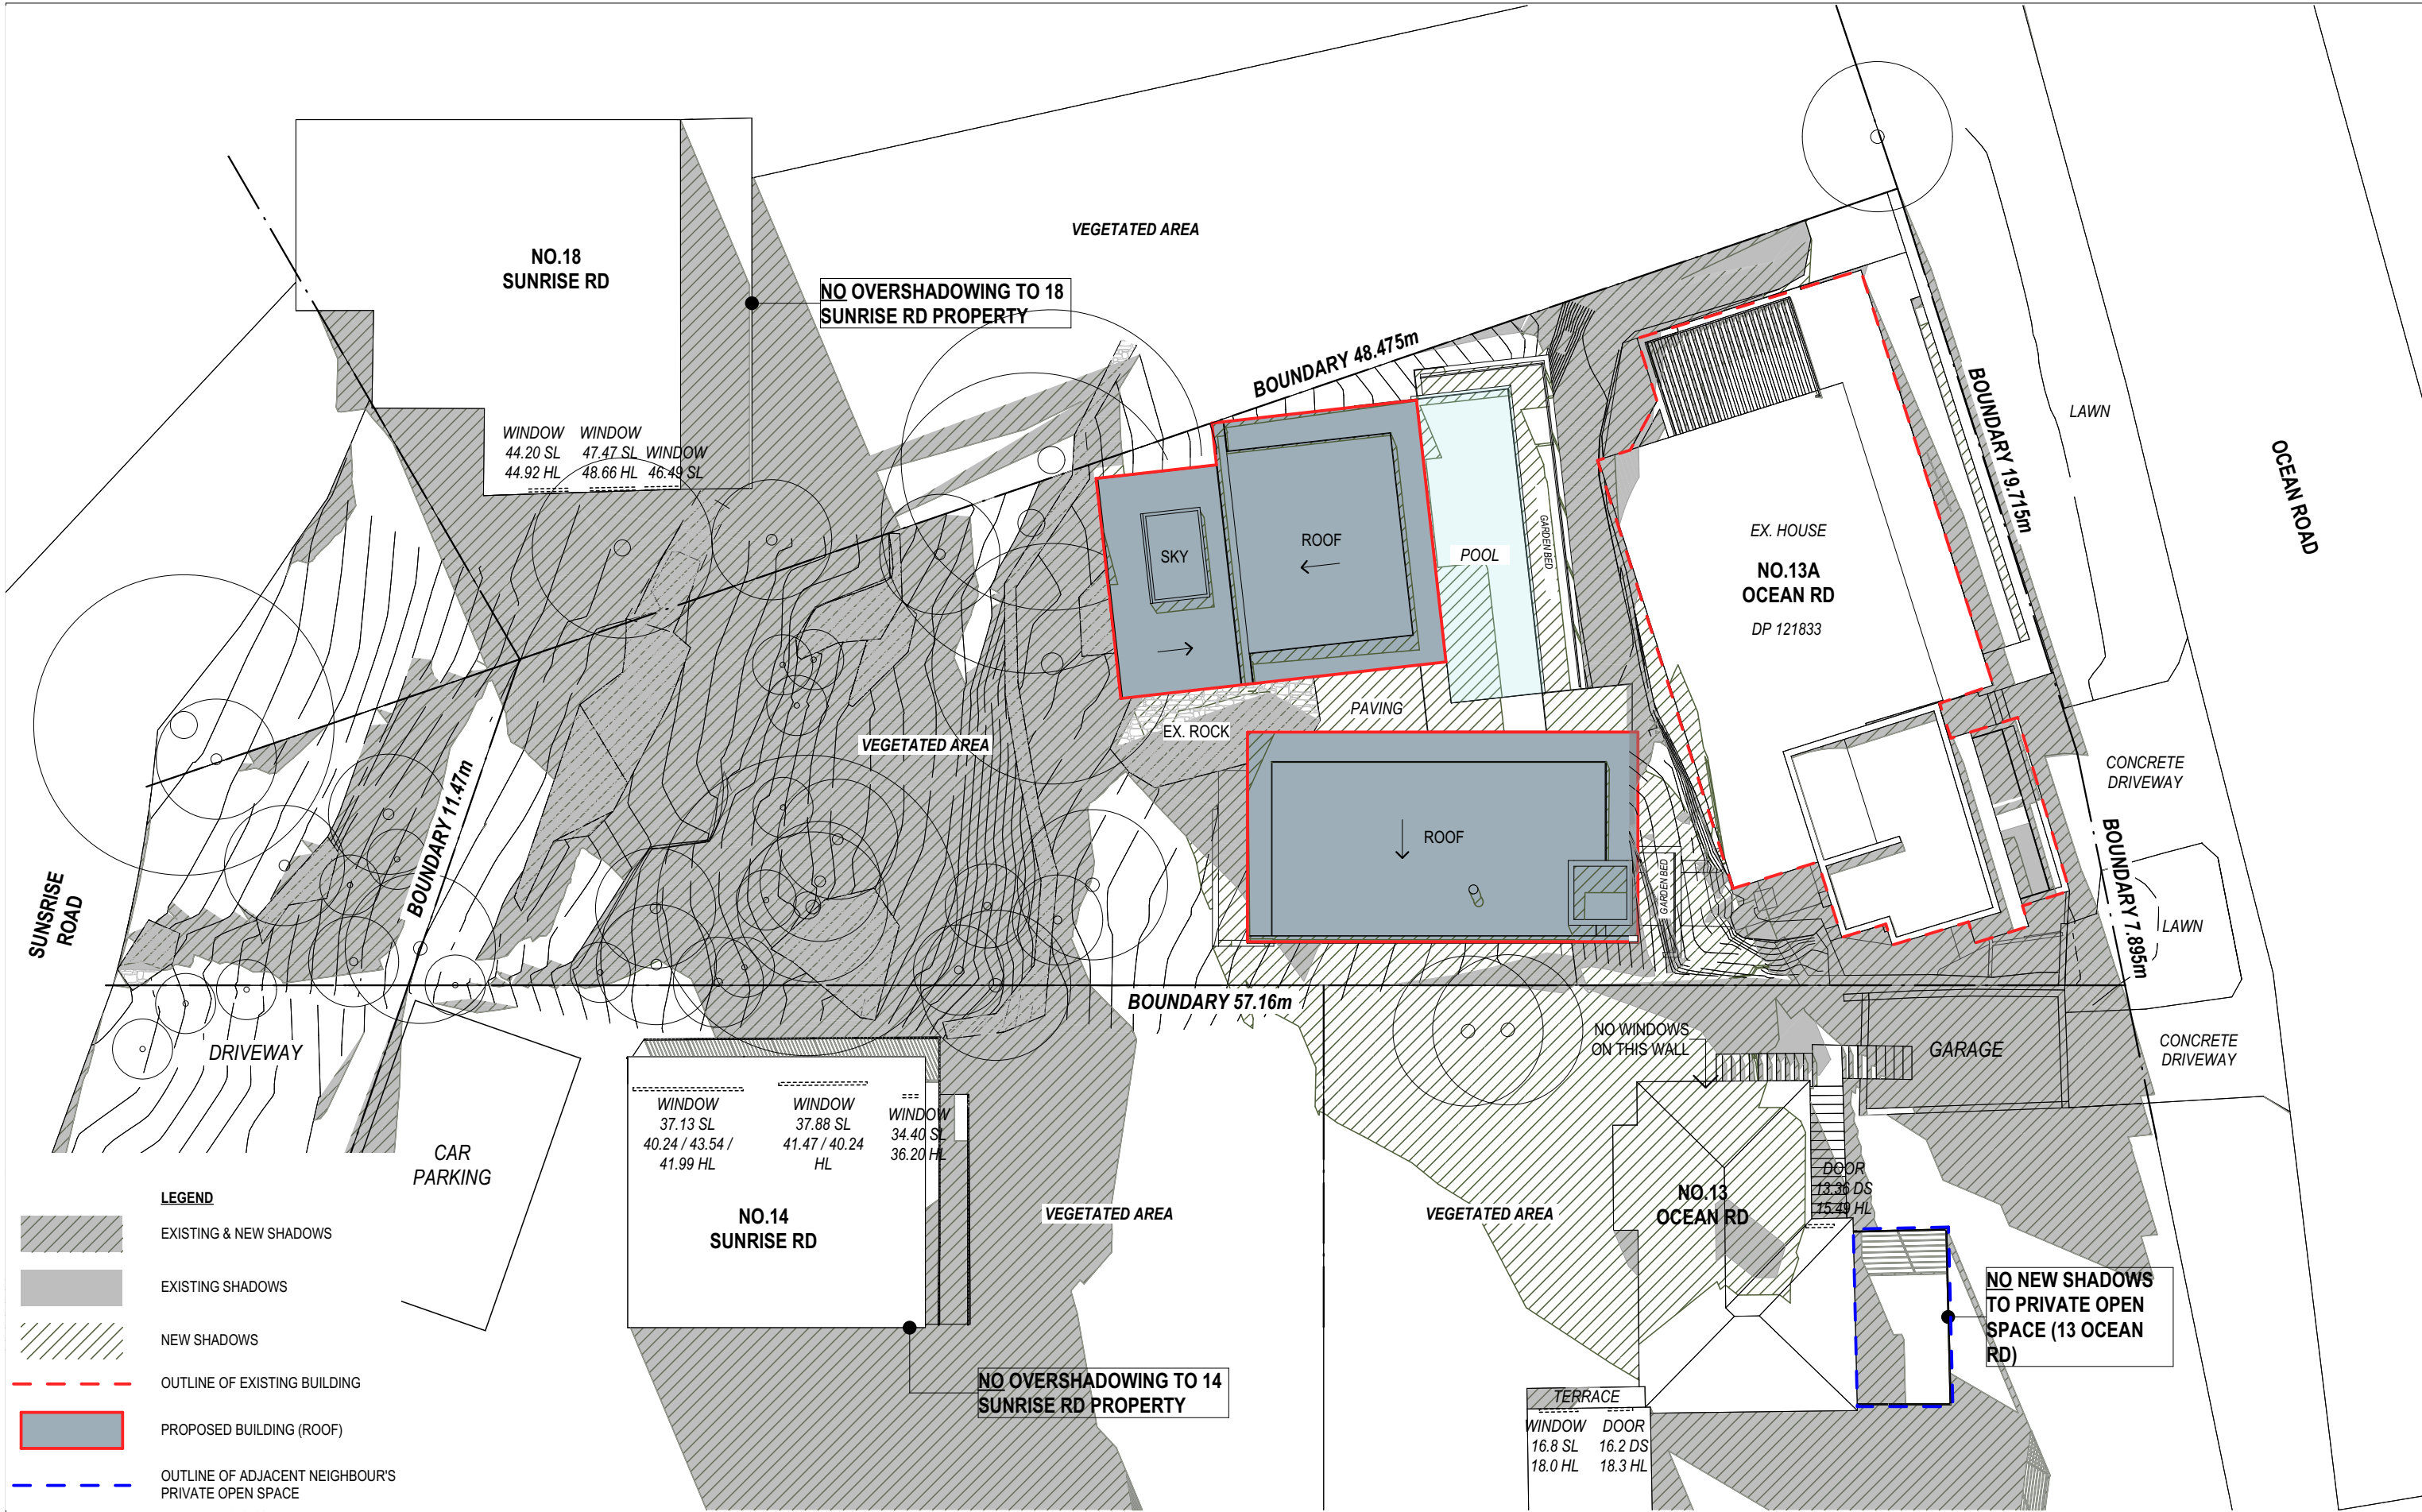 NO.18
SUNRISE RD
NO OVERSHADOWING TO 18
SUNRISE RD PROPERTY
VEGETATED AREA
WINDOW
44.20 SL
44.92 HL
WINDOW
47.47 SL
48.66 HL
WINDOW
46.49 SL
BOUNDARY 48.475m
BOUNDARY 19.715m
LAWN
OCEAN ROAD
SKY
ROOF
POOL
GARDEN BED
EX. HOUSE
NO.13A
OCEAN RD
DP 121833
PAVING
EX. ROCK
VEGETATED AREA
BOUNDARY 11.47m
SUNSRISE
ROAD
ROOF
GARDEN BED
CONCRETE
DRIVEWAY
BOUNDARY 7.895m
LAWN
BOUNDARY 57.16m
DRIVEWAY
CAR
PARKING
NO WINDOWS
ON THIS WALL
GARAGE
CONCRETE
DRIVEWAY
WINDOW
37.13 SL
40.24 / 43.54 /
41.99 HL
WINDOW
37.88 SL
41.47 / 40.24
HL
WINDOW
34.40 SL
36.20 HL
NO.14
SUNRISE RD
VEGETATED AREA
VEGETATED AREA
NO.13
OCEAN RD
DOOR
13.36 DS
15.49 HL
NO NEW SHADOWS
TO PRIVATE OPEN
SPACE (13 OCEAN
RD)
NO OVERSHADOWING TO 14
SUNRISE RD PROPERTY
TERRACE
WINDOW
16.8 SL
18.0 HL
DOOR
16.2 DS
18.3 HL
LEGEND
EXISTING & NEW SHADOWS
EXISTING SHADOWS
NEW SHADOWS
OUTLINE OF EXISTING BUILDING
PROPOSED BUILDING (ROOF)
OUTLINE OF ADJACENT NEIGHBOUR'S
PRIVATE OPEN SPACE